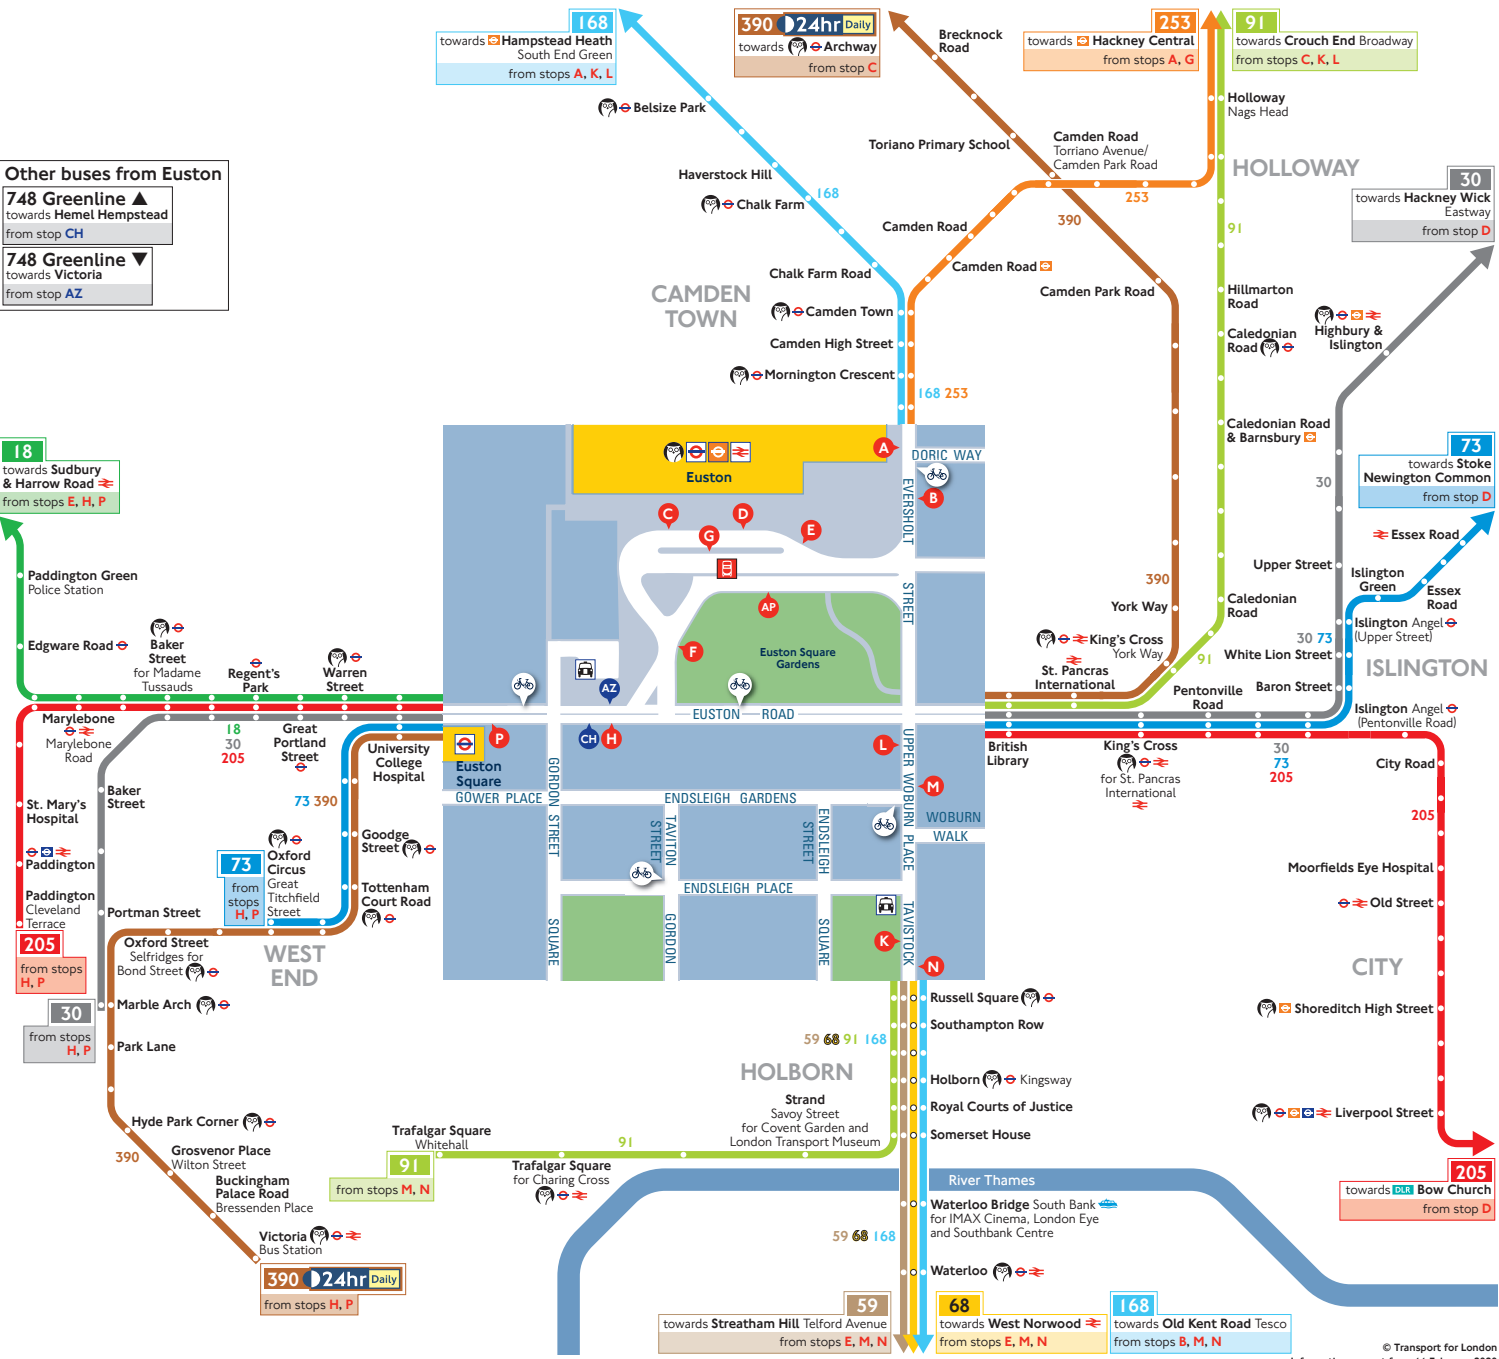 168
towards Hampstead Heath
South End Green
from stops A, K, L
390 24hr Daily
towards Archway
from stop C
253
towards Hackney Central
from stops A, G
91
towards Crouch End Broadway
from stops C, K, L
30
towards Hackney Wick
Eastway
from stop D
73
towards Stoke
Newington Common
from stop D
Other buses from Euston
748 Greenline ▲
towards Hemel Hempstead
from stop CH
748 Greenline ▼
towards Victoria
from stop AZ
18
towards Sudbury
& Harrow Road
from stops E, H, P
Belsize Park
Haverstock Hill
Chalk Farm
168
Chalk Farm Road
CAMDEN
TOWN
Camden Town
Camden High Street
Mornington Crescent
168 253
Brecknock
Road
Toriano Primary School
Camden Road
Torriano Avenue/
Camden Park Road
253
390
Camden Road
Camden Road
Camden Park Road
Holloway
Nags Head
HOLLOWAY
91
Hillmarton
Road
Caledonian
Road
Caledonian Road
& Barnsbury
Highbury &
Islington
30
Essex Road
Upper Street
Islington
Green
Essex
Road
Islington Angel
(Upper Street)
30 73
White Lion Street
ISLINGTON
Baron Street
Islington Angel
(Pentonville Road)
390
York Way
Caledonian
Road
King's Cross
York Way
St. Pancras
International
91
Pentonville
Road
British
Library
King's Cross
for St. Pancras
International
30
73
205
City Road
205
Moorfields Eye Hospital
Old Street
CITY
Shoreditch High Street
Liverpool Street
205
towards DLR Bow Church
from stop D
Paddington Green
Police Station
Edgware Road
Baker
Street
for Madame
Tussauds
Regent's
Park
Warren
Street
Marylebone
Marylebone
Road
18
30
205
Great
Portland
Street
University
College
Hospital
St. Mary's
Hospital
Baker
Street
73 390
Paddington
Paddington
Cleveland
Terrace
205
from stops
H, P
Portman Street
73
from
stops
H, P
Oxford
Circus
Great
Titchfield
Street
Goodge
Street
Tottenham
Court Road
Oxford Street
Selfridges for
Bond Street
WEST
END
30
from stops
H, P
Marble Arch
Park Lane
Hyde Park Corner
390
Grosvenor Place
Wilton Street
Buckingham
Palace Road
Bressenden Place
Victoria
Bus Station
390 24hr Daily
from stops H, P
Euston
A
DORIC WAY
B
EVERSHOLT
STREET
C
D
E
G
AP
F
Euston Square
Gardens
AZ
EUSTON ROAD
P
CH
H
L
Euston
Square
GOWER PLACE
ENDSLEIGH GARDENS
M
UPPER WOBURN PLACE
WOBURN
WALK
GORDON STREET
TAVITON
STREET
ENDSLEIGH
STREET
ENDSLEIGH PLACE
SQUARE
GORDON
SQUARE
K
TAVISTOCK
N
Russell Square
Southampton Row
59 68 91 168
HOLBORN
Holborn Kingsway
Strand
Savoy Street
for Covent Garden and
London Transport Museum
Royal Courts of Justice
Somerset House
Trafalgar Square
Whitehall
91
91
from stops M, N
Trafalgar Square
for Charing Cross
River Thames
Waterloo Bridge South Bank
for IMAX Cinema, London Eye
and Southbank Centre
59 68 168
Waterloo
59
towards Streatham Hill Telford Avenue
from stops E, M, N
68
towards West Norwood
from stops E, M, N
168
towards Old Kent Road Tesco
from stops B, M, N
© Transport for London